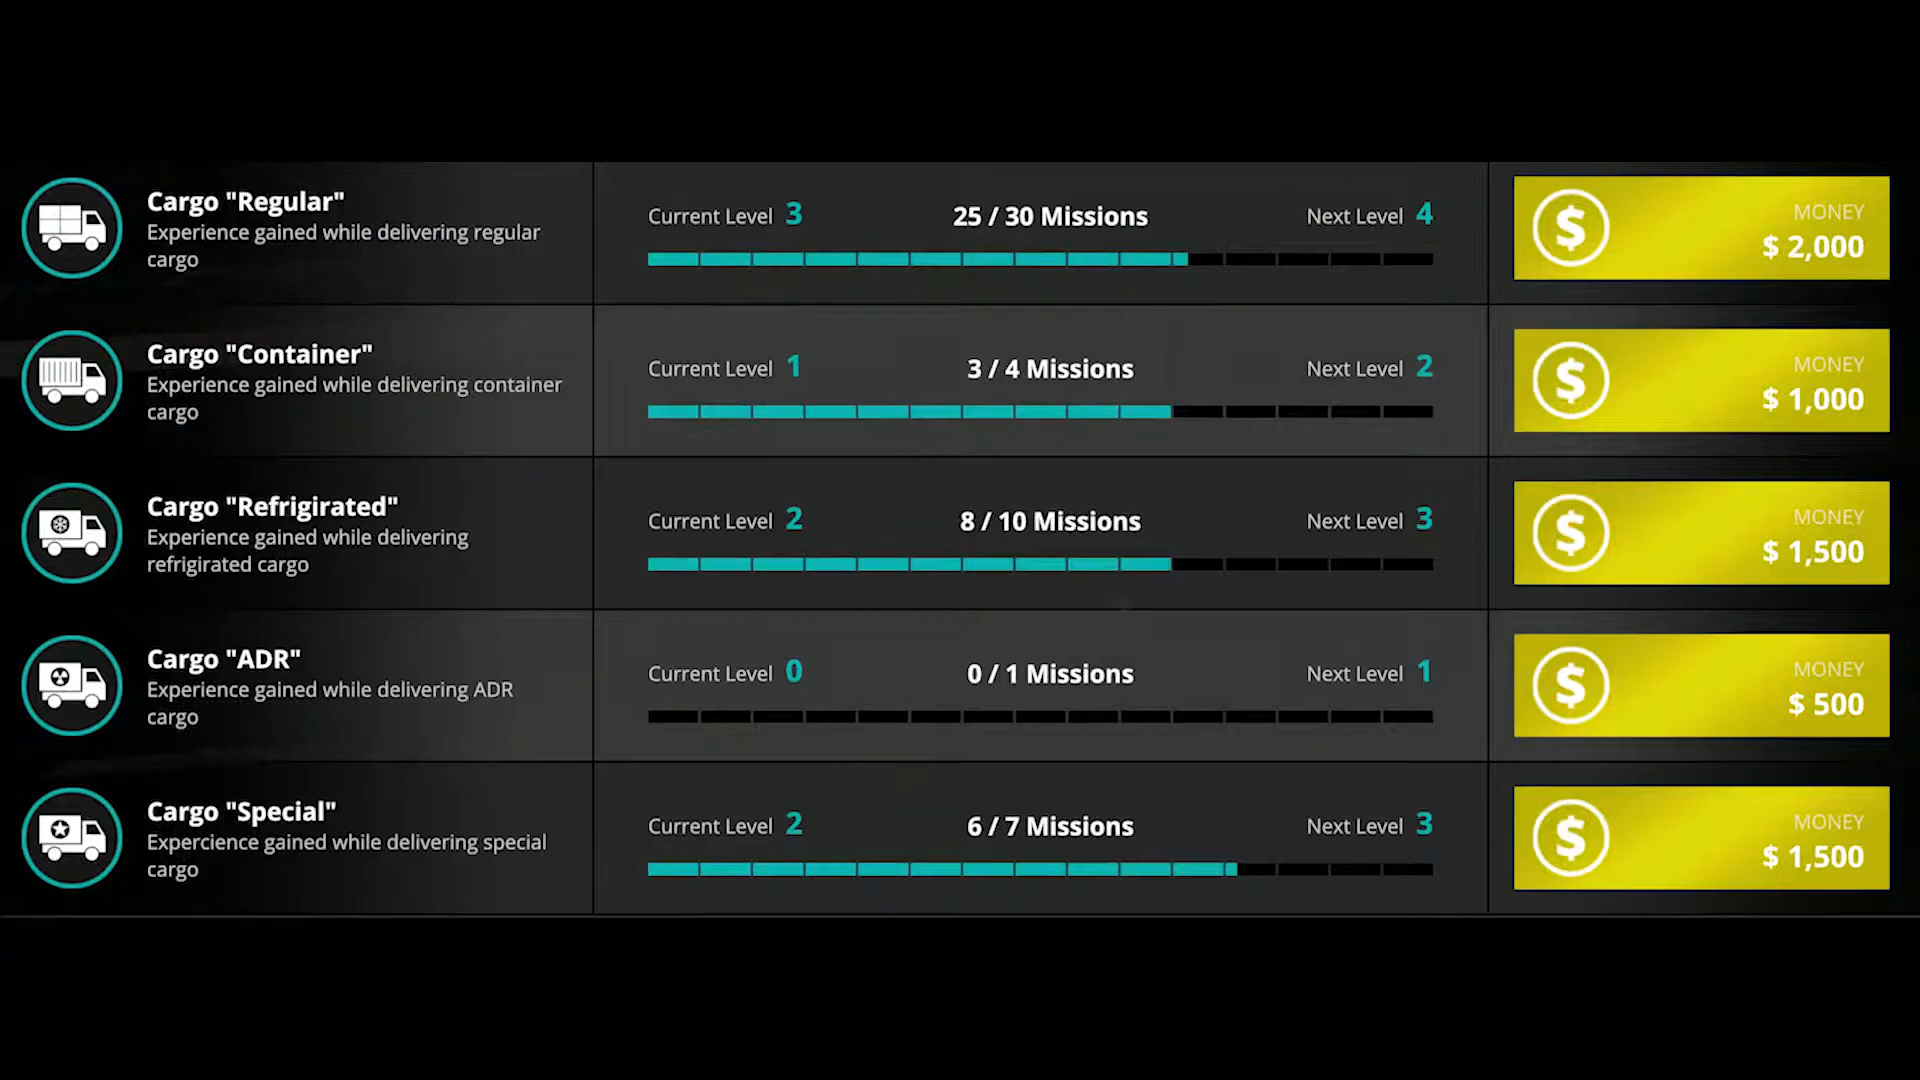 Cargo "Regular"
Experience gained while delivering regular
cargo
Current Level 3
25 / 30 Missions
Next Level 4
$
MONEY
$ 2,000
Cargo "Container"
Experience gained while delivering container
cargo
Current Level 1
3 / 4 Missions
Next Level 2
$
MONEY
$ 1,000
Cargo "Refrigirated"
Experience gained while delivering
refrigirated cargo
Current Level 2
8 / 10 Missions
Next Level 3
$
MONEY
$ 1,500
Cargo "ADR"
Experience gained while delivering ADR
cargo
Current Level 0
0 / 1 Missions
Next Level 1
$
MONEY
$ 500
Cargo "Special"
Expercience gained while delivering special
cargo
Current Level 2
6 / 7 Missions
Next Level 3
$
MONEY
$ 1,500